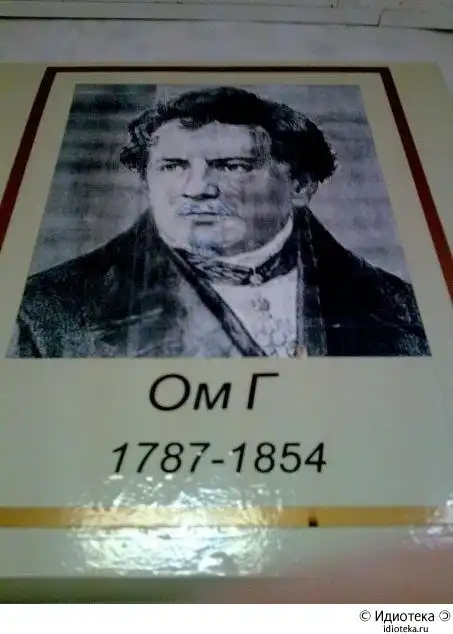 Ом Г
1787-1854
© Идиотека
idioteka.ru